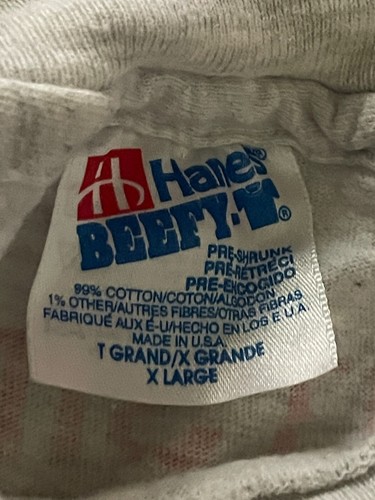 H Hanes®
BEEFY-T®
PRE-SHRUNK
PRE-RÉTRÉCI
PRE-ENCOGIDO
99% COTTON/COTON/ALGODON
1% OTHER/AUTRES FIBRES/OTRAS FIBRAS
FABRIQUÉ AUX É-U/HECHO EN LOS E.U.A.
MADE IN U.S.A.
T GRAND/X GRANDE
X LARGE